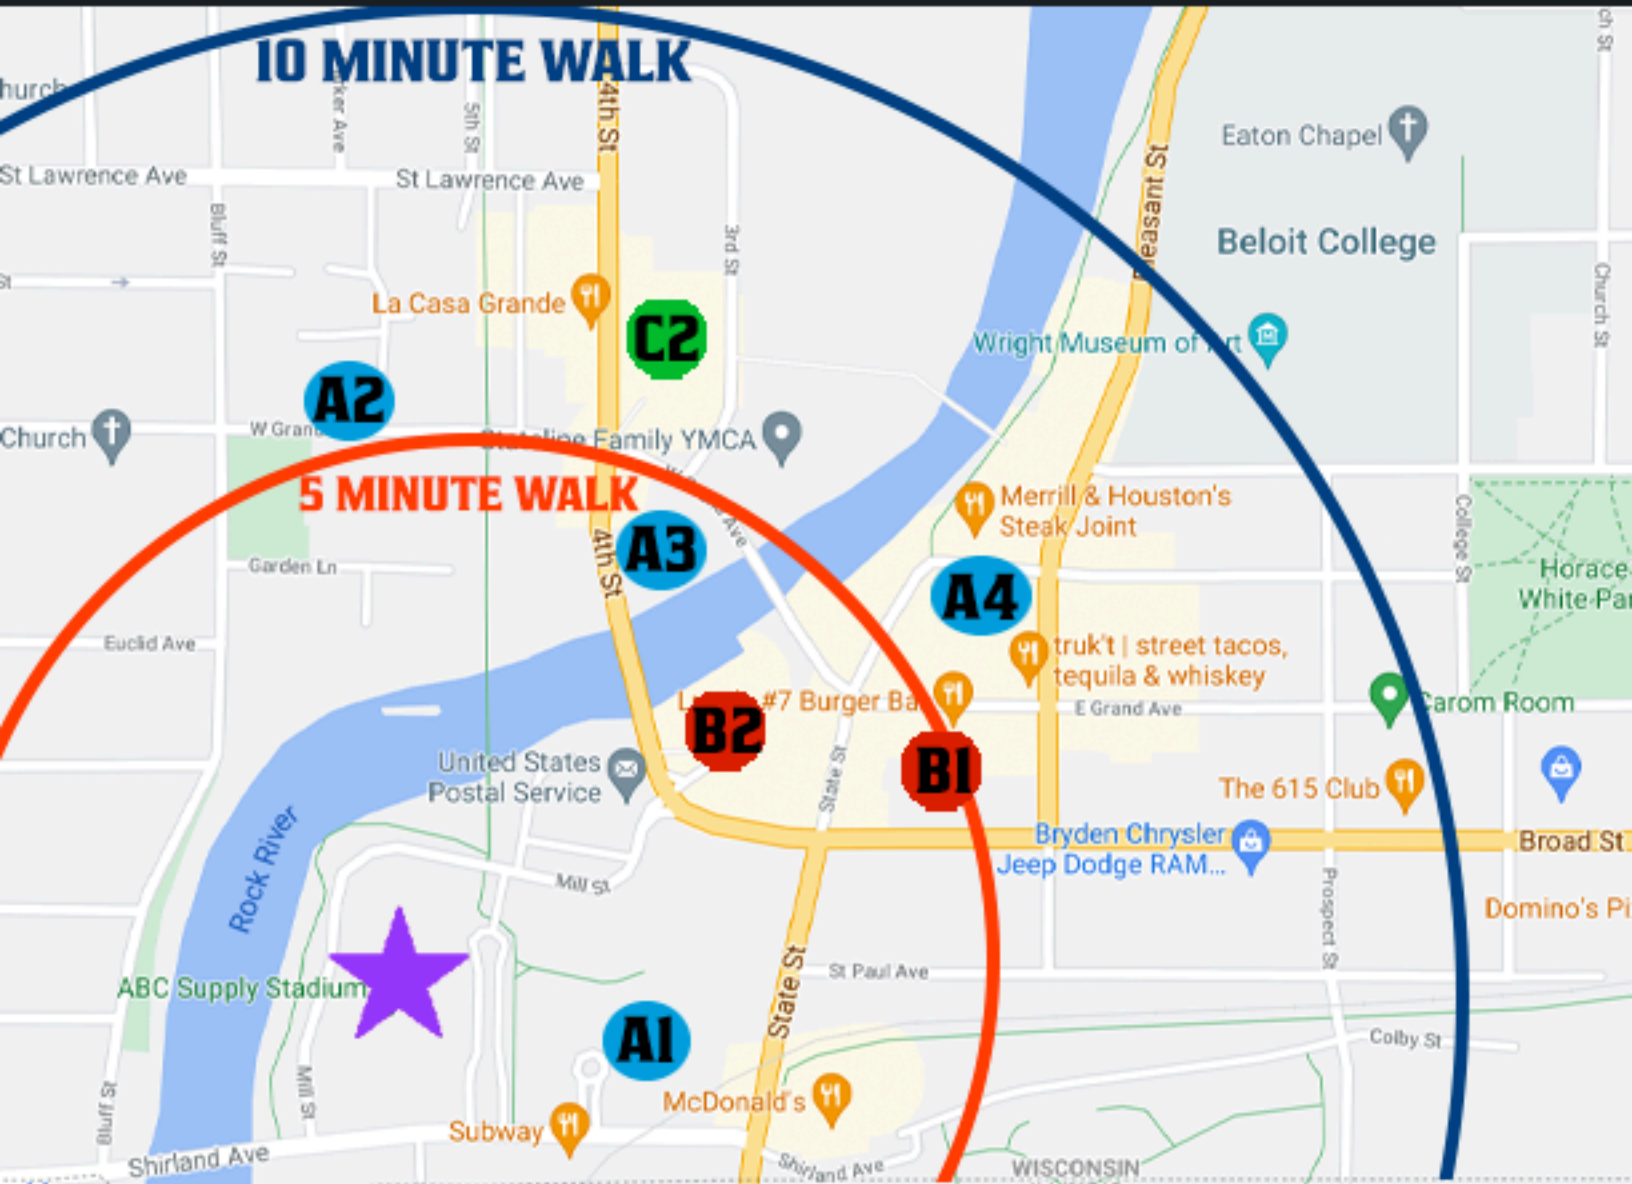 10 MINUTE WALK
4th St
5th St
ch St
Eaton Chapel
St Lawrence Ave
St Lawrence Ave
Bluff St
3rd St
Beloit College
Church St
La Casa Grande
C2
Wright Museum of Art
A2
Church
W Gran
Stateline Family YMCA
5 MINUTE WALK
Merrill & Houston's
Steak Joint
College St
Ave
4th St
A3
Garden Ln
A4
Horace
White Par
Euclid Ave
truk't | street tacos,
tequila & whiskey
#7 Burger Ba
E Grand Ave
Carom Room
B2
B1
State St
United States
Postal Service
The 615 Club
Bryden Chrysler
Jeep Dodge RAM...
Broad St
Rock River
Mill St
Prospect St
Domino's Pi
State St
St Paul Ave
ABC Supply Stadium
A1
Colby St
Mill St
McDonald's
Bluff St
Subway
Shirland Ave
Shirland Ave
WISCONSIN